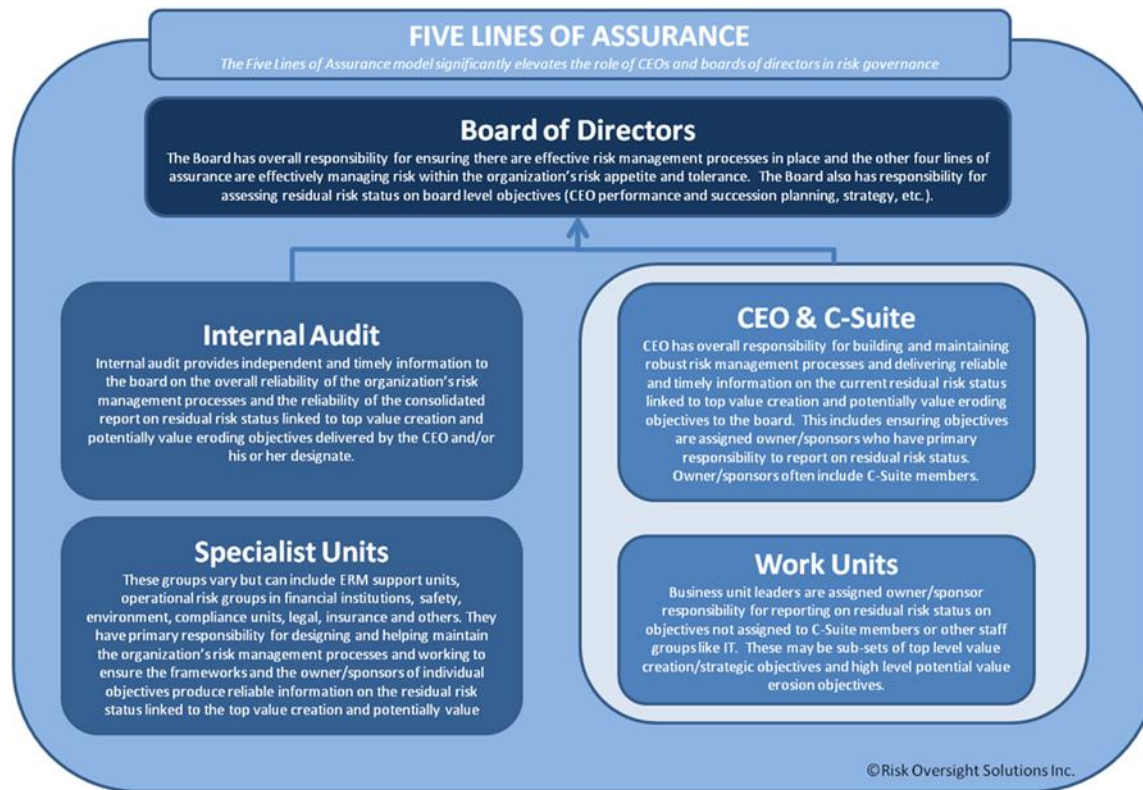 FIVE LINES OF ASSURANCE
The Five Lines of Assurance model significantly elevates the role of CEOs and boards of directors in risk governance
Board of Directors
The Board has overall responsibility for ensuring there are effective risk management processes in place and the other four lines of
assurance are effectively managing risk within the organization's risk appetite and tolerance. The Board also has responsibility for
assessing residual risk status on board level objectives (CEO performance and succession planning, strategy, etc.).
Internal Audit
Internal audit provides independent and timely information to
the board on the overall reliability of the organization's risk
management processes and the reliability of the consolidated
report on residual risk status linked to top value creation and
potentially value eroding objectives delivered by the CEO and/or
his or her designate.
CEO & C-Suite
CEO has overall responsibility for building and maintaining
robust risk management processes and delivering reliable
and timely information on the current residual risk status
linked to top value creation and potentially value eroding
objectives to the board. This includes ensuring objectives
are assigned owner/sponsors who have primary
responsibility to report on residual risk status.
Owner/sponsors often include C-Suite members.
Specialist Units
These groups vary but can include ERM support units,
operational risk groups in financial institutions, safety,
environment, compliance units, legal, insurance and others. They
have primary responsibility for designing and helping maintain
the organization's risk management processes and working to
ensure the frameworks and the owner/sponsors of individual
objectives produce reliable information on the residual risk
status linked to the top value creation and potentially value
Work Units
Business unit leaders are assigned owner/sponsor
responsibility for reporting on residual risk status on
objectives not assigned to C-Suite members or other staff
groups like IT. These may be sub-sets of top level value
creation/strategic objectives and high level potential value
erosion objectives.
©Risk Oversight Solutions Inc.